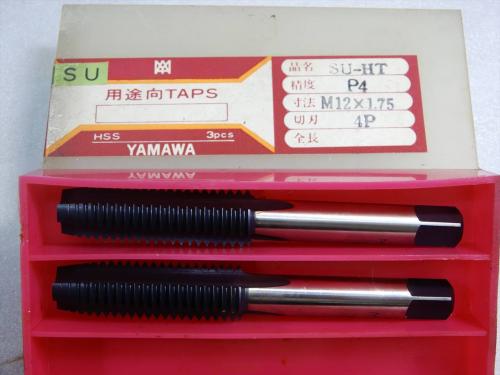 SU
用途向TAPS
HSS 3pcs
YAMAWA
品名 SU-HT
精度 P4
寸法 M12×1.75
切刃 4P
全長